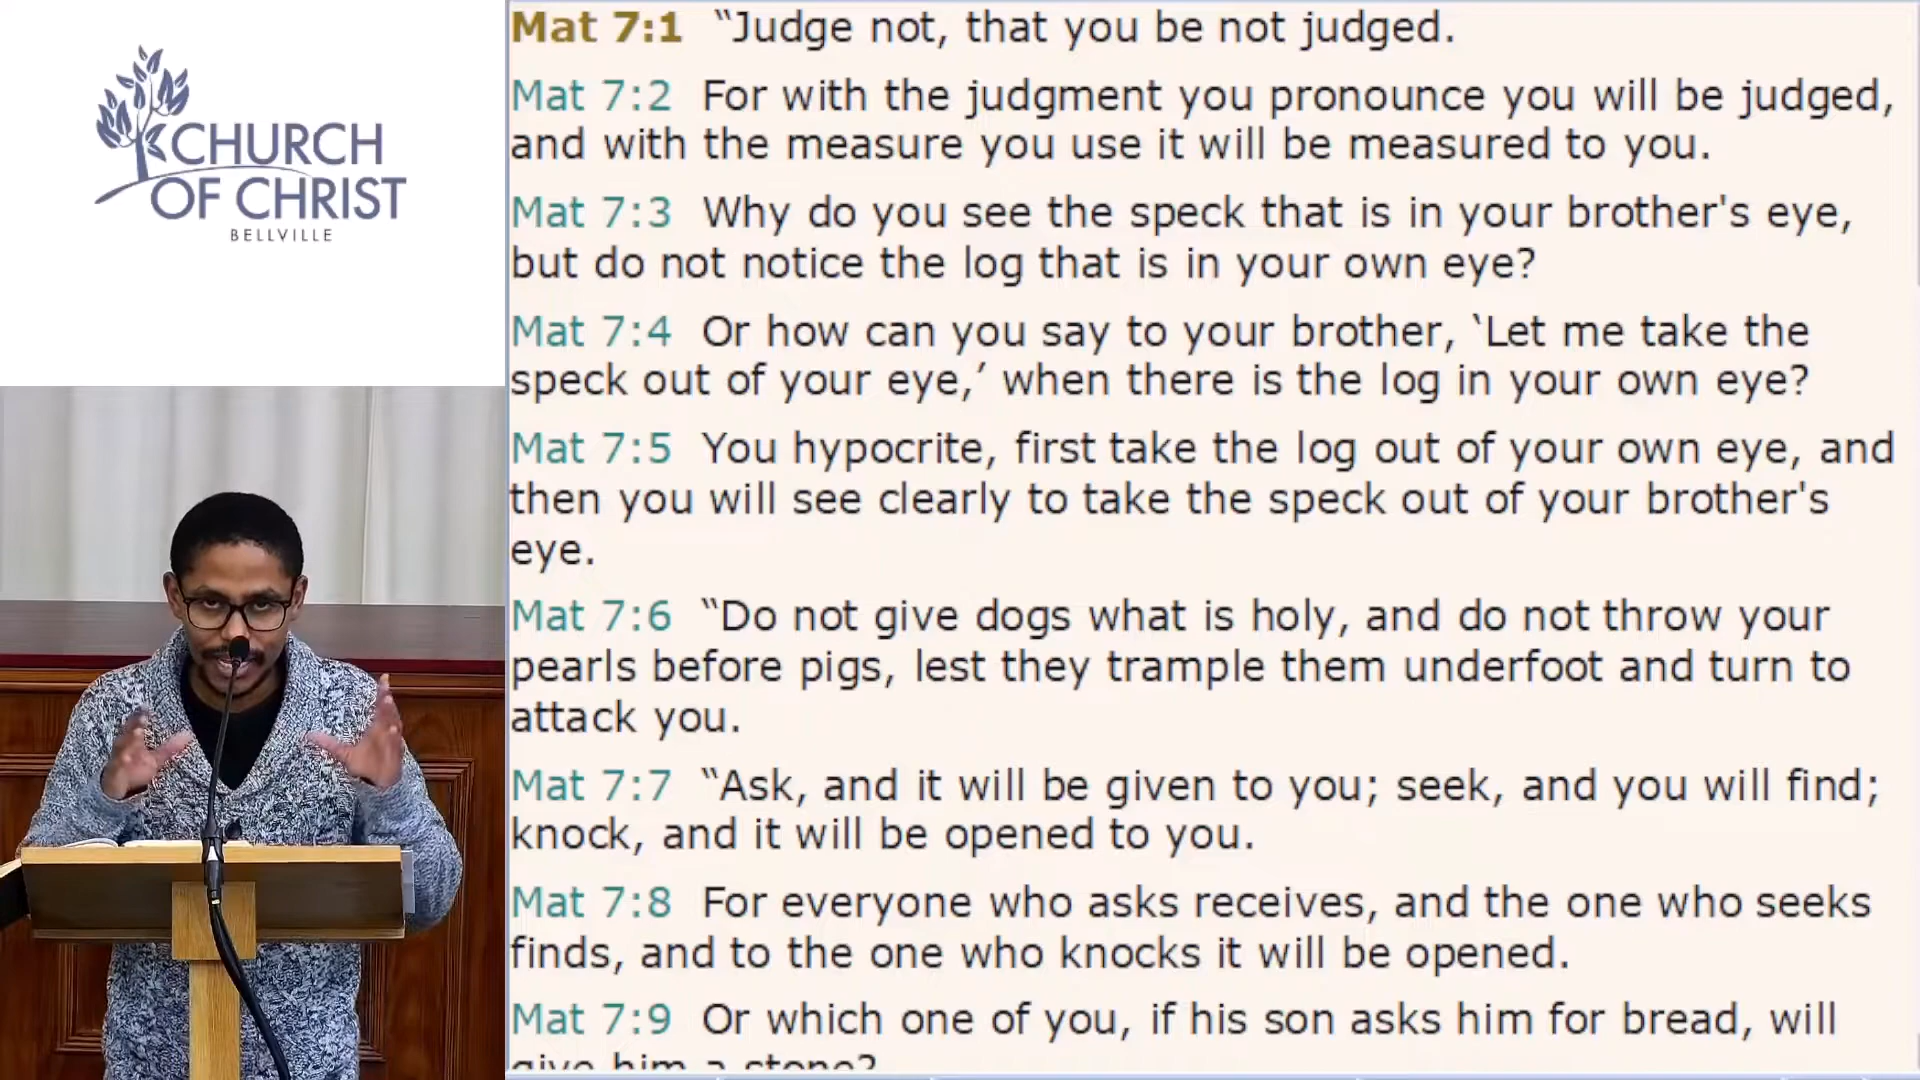 CHURCH
OF CHRIST
BELLVILLE
Mat 7:1 “Judge not, that you be not judged.
Mat 7:2 For with the judgment you pronounce you will be judged,
and with the measure you use it will be measured to you.
Mat 7:3 Why do you see the speck that is in your brother's eye,
but do not notice the log that is in your own eye?
Mat 7:4 Or how can you say to your brother, ‘Let me take the
speck out of your eye,’ when there is the log in your own eye?
Mat 7:5 You hypocrite, first take the log out of your own eye, and
then you will see clearly to take the speck out of your brother's
eye.
Mat 7:6 “Do not give dogs what is holy, and do not throw your
pearls before pigs, lest they trample them underfoot and turn to
attack you.
Mat 7:7 “Ask, and it will be given to you; seek, and you will find;
knock, and it will be opened to you.
Mat 7:8 For everyone who asks receives, and the one who seeks
finds, and to the one who knocks it will be opened.
Mat 7:9 Or which one of you, if his son asks him for bread, will
give him a stone?